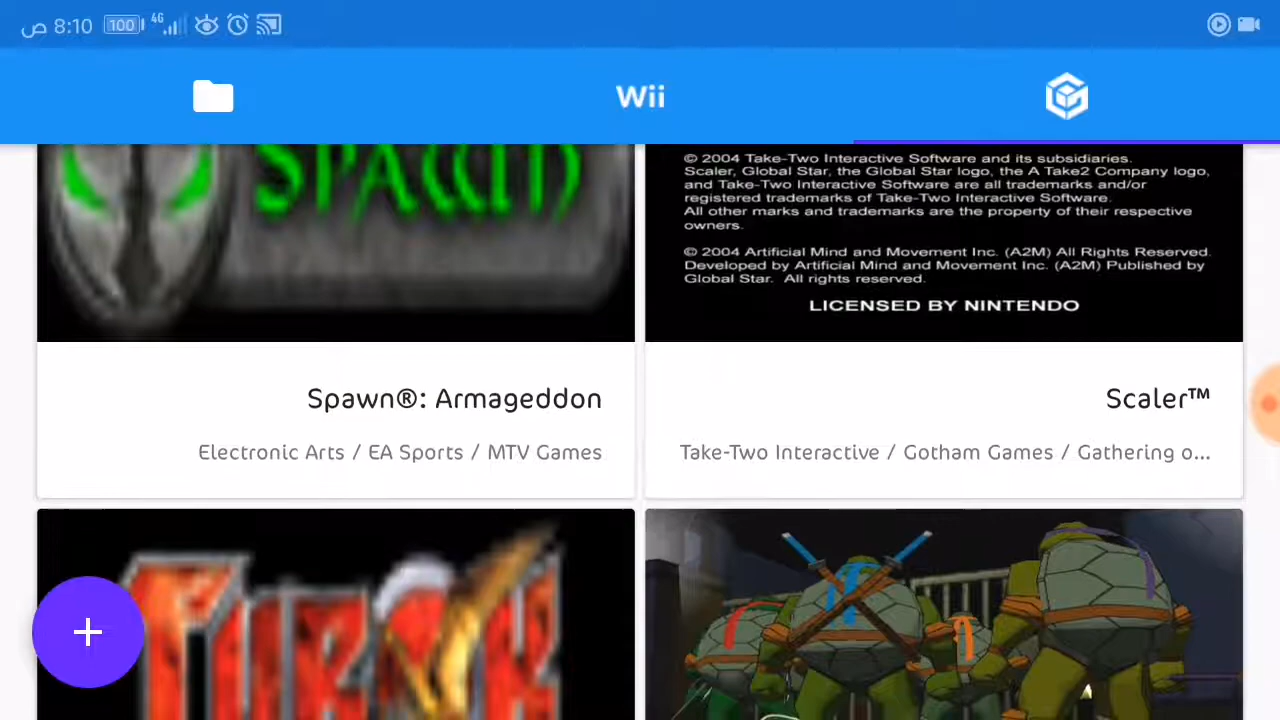 8:10 ص
100
4G
Wii
SPAWN
© 2004 Take-Two Interactive Software and its subsidiaries.
Scaler, Global Star, the Global Star logo, the A Take2 Company logo,
and Take-Two Interactive Software are all trademarks and/or
registered trademarks of Take-Two Interactive Software.
All other marks and trademarks are the property of their respective
owners.
© 2004 Artificial Mind and Movement Inc. (A2M) All Rights Reserved.
Developed by Artificial Mind and Movement Inc. (A2M) Published by
Global Star. All rights reserved.
LICENSED BY NINTENDO
Spawn®: Armageddon
Electronic Arts / EA Sports / MTV Games
Scaler™
Take-Two Interactive / Gotham Games / Gathering o...
TUROK